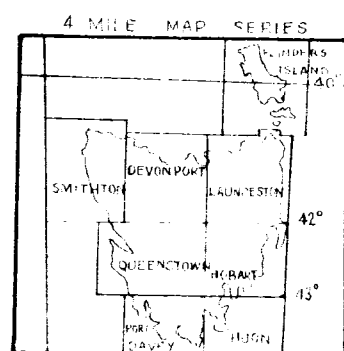 4 MILE MAP SERIES
FLINDERS
ISLAND
40°
DEVONPORT
SMITHTON
LAUNCESTON
42°
QUEENSTOWN
HOBART
43°
PORT
DAVEY
HUON